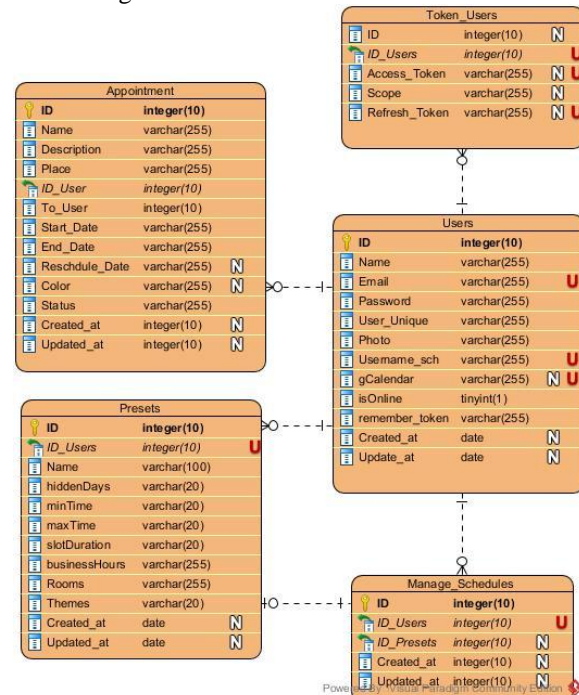 Token_Users
ID integer(10) N
ID_Users integer(10) U
Access_Token varchar(255) N U
Scope varchar(255) N
Refresh_Token varchar(255) N U
Appointment
ID integer(10)
Name varchar(255)
Description varchar(255)
Place varchar(255)
ID_User integer(10)
To_User integer(10)
Start_Date varchar(255)
End_Date varchar(255)
Reschdule_Date varchar(255) N
Color varchar(255) N
Status varchar(255)
Created_at integer(10) N
Updated_at integer(10) N
Users
ID integer(10)
Name varchar(255)
Email varchar(255) U
Password varchar(255)
User_Unique varchar(255)
Photo varchar(255)
Username_sch varchar(255) U
gCalendar varchar(255) N U
isOnline tinyint(1)
remember_token varchar(255)
Created_at date N
Update_at date N
Presets
ID integer(10)
ID_Users integer(10) U
Name varchar(100)
hiddenDays varchar(20)
minTime varchar(20)
maxTime varchar(20)
slotDuration varchar(20)
businessHours varchar(255)
Rooms varchar(255)
Themes varchar(20)
Created_at date N
Updated_at date N
Manage_Schedules
ID integer(10)
ID_Users integer(10) U
ID_Presets integer(10) N
Created_at integer(10) N
Updated_at integer(10) N
Powered By Visual Paradigm Community Edition